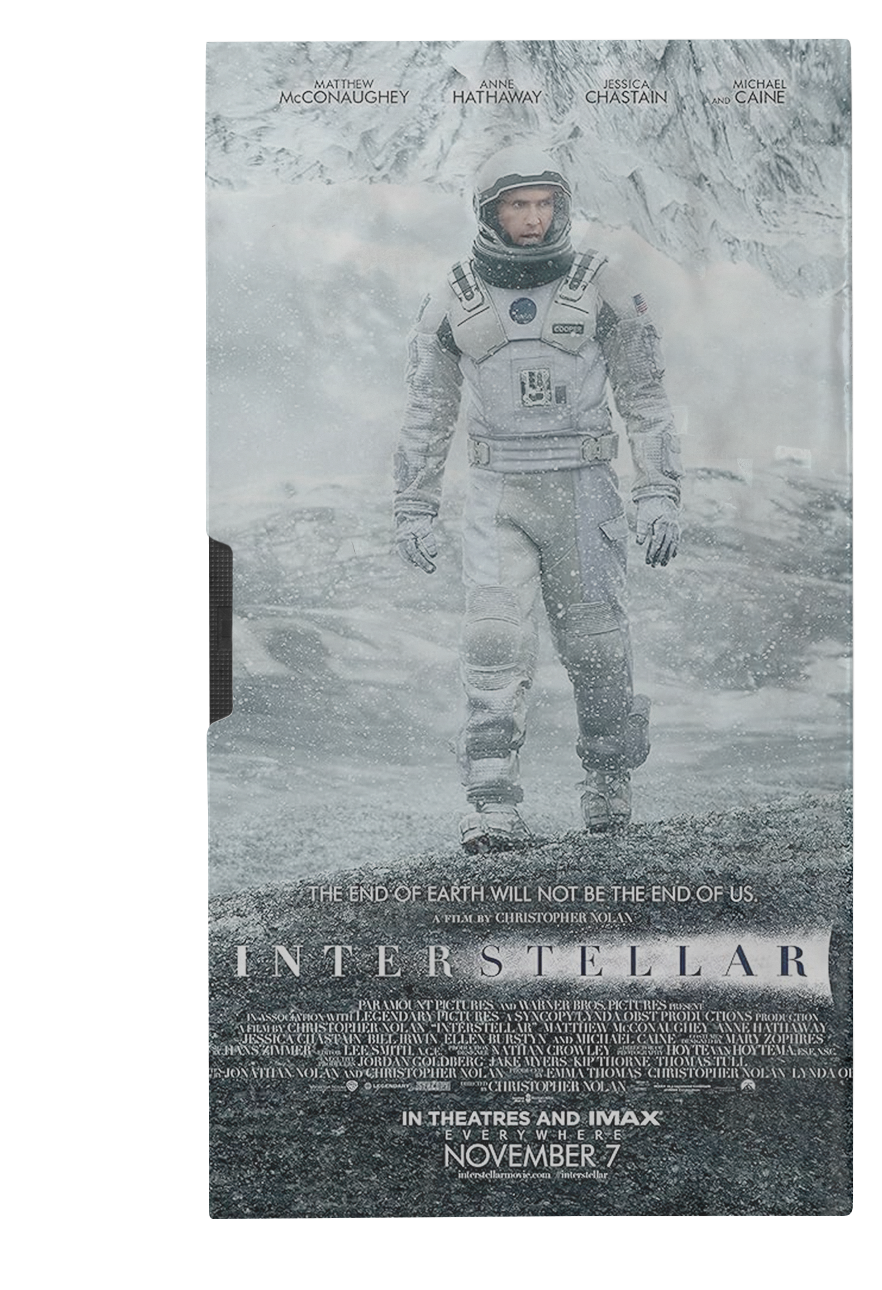 MATTHEW McCONAUGHEY
ANNE HATHAWAY
JESSICA CHASTAIN
AND MICHAEL CAINE
NASA
COOPER
THE END OF EARTH WILL NOT BE THE END OF US.
A FILM BY CHRISTOPHER NOLAN
INTERSTELLAR
PARAMOUNT PICTURES AND WARNER BROS. PICTURES PRESENT
IN ASSOCIATION WITH LEGENDARY PICTURES A SYNCOPY/LYNDA OBST PRODUCTIONS PRODUCTION
A FILM BY CHRISTOPHER NOLAN "INTERSTELLAR" MATTHEW McCONAUGHEY ANNE HATHAWAY
JESSICA CHASTAIN BILL IRWIN ELLEN BURSTYN AND MICHAEL CAINE MARY ZOPHRES
HANS ZIMMER LEE SMITH, A.C.E. NATHAN CROWLEY HOYTE VAN HOYTEMA, FSF, NSC
JORDAN GOLDBERG JAKE MYERS KIP THORNE THOMAS TULL
JONATHAN NOLAN AND CHRISTOPHER NOLAN EMMA THOMAS CHRISTOPHER NOLAN LYNDA OB
LEGENDARY DIRECTED BY CHRISTOPHER NOLAN
IN THEATRES AND IMAX
EVERYWHERE
NOVEMBER 7
interstellarmovie.com #interstellar